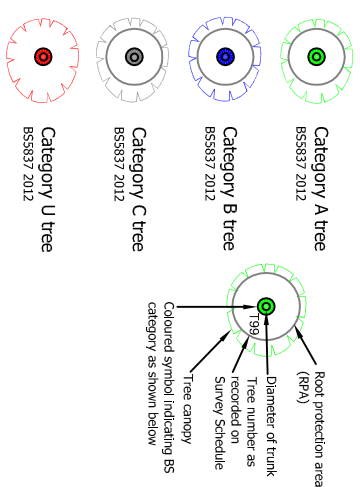 Root protection area
(RPA)
Diameter of trunk
T99
Tree number as
recorded on
Survey Schedule
Tree canopy
Coloured symbol indicating BS
category as shown below
Category A tree
BS5837 2012
Category B tree
BS5837 2012
Category C tree
BS5837 2012
Category U tree
BS5837 2012